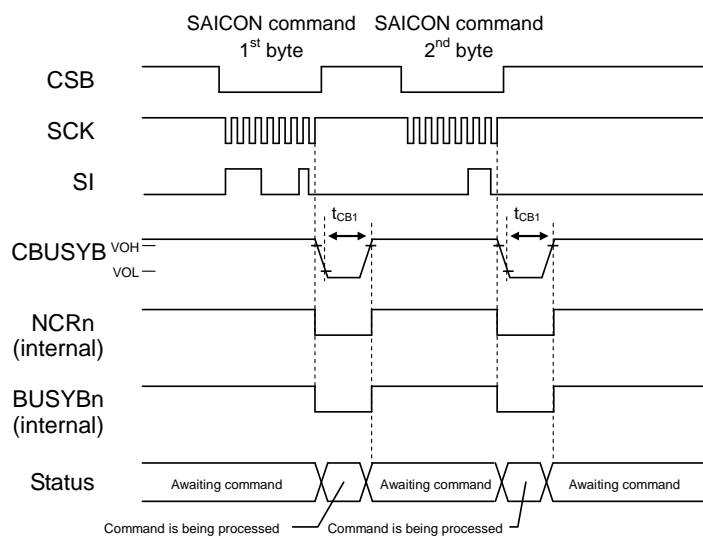 SAICON command SAICON command
1st byte 2nd byte
CSB
SCK
SI
tCB1 tCB1
CBUSYB VOH
VOL
NCRn
(internal)
BUSYBn
(internal)
Status Awaiting command Awaiting command Awaiting command
Command is being processed Command is being processed